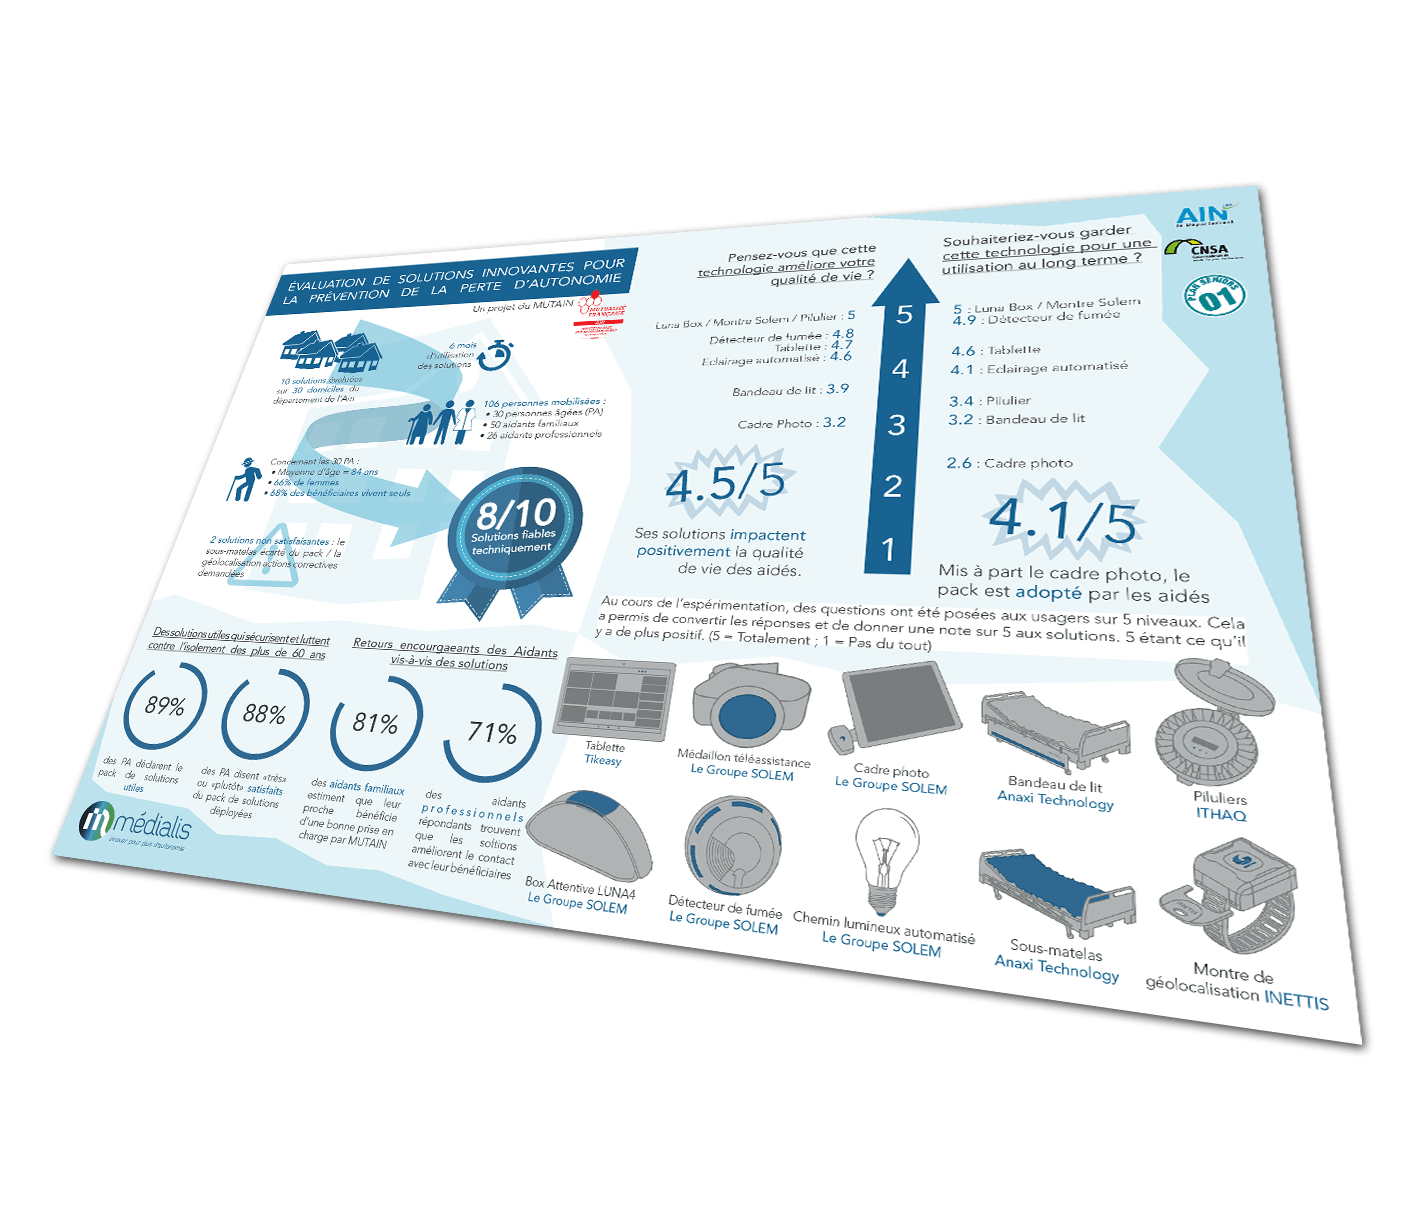 ÉVALUATION DE SOLUTIONS INNOVANTES POUR
LA PRÉVENTION DE LA PERTE D'AUTONOMIE
Un projet du MUTAIN
MUTUALITÉ
FRANÇAISE
10 solutions évaluées
sur 30 domiciles du
département de l'Ain
6 mois
d'utilisation
des solutions
106 personnes mobilisées :
• 30 personnes âgées (PA)
• 50 aidants familiaux
• 26 aidants professionnels
Concernant les 30 PA :
• Moyenne d'âge = 84 ans
• 66% de femmes
• 68% des bénéficiaires vivent seuls
8/10
Solutions fiables
techniquement
2 solutions non satisfaisantes : le
sous-matelas écarté du pack / la
géolocalisation actions correctives
demandées
Des solutions utiles qui sécurisent et luttent
contre l'isolement des plus de 60 ans
89%
des PA déclarent le
pack de solutions
utiles
88%
des PA disent «très»
ou «plutôt» satisfaits
du pack de solutions
déployées
Retours encourgaeants des Aidants
vis-à-vis des solutions
81%
des aidants familiaux
estiment que leur
proche bénéficie
d'une bonne prise en
charge par MUTAIN
71%
des aidants
professionnels
répondants trouvent
que les soltions
améliorent le contact
avec leur bénéficiaires
médialis
innover pour plus d'autonomie
Pensez-vous que cette
technologie améliore votre
qualité de vie ?
Luna Box / Montre Solem / Pilulier : 5
Détecteur de fumée : 4.8
Tablette : 4.7
Eclairage automatisé : 4.6
Bandeau de lit : 3.9
Cadre Photo : 3.2
4.5/5
Ses solutions impactent
positivement la qualité
de vie des aidés.
5
4
3
2
1
Souhaiteriez-vous garder
cette technologie pour une
utilisation au long terme ?
5 : Luna Box / Montre Solem
4.9 : Détecteur de fumée
4.6 : Tablette
4.1 : Eclairage automatisé
3.4 : Pilulier
3.2 : Bandeau de lit
2.6 : Cadre photo
4.1/5
Mis à part le cadre photo, le
pack est adopté par les aidés
AIN
le Département
CNSA
PLAN SENIORS
01
Au cours de l'espérimentation, des questions ont été posées aux usagers sur 5 niveaux. Cela
a permis de convertir les réponses et de donner une note sur 5 aux solutions. 5 étant ce qu'il
y a de plus positif. (5 = Totalement ; 1 = Pas du tout)
Tablette
Tikeasy
Médaillon téléassistance
Le Groupe SOLEM
Cadre photo
Le Groupe SOLEM
Bandeau de lit
Anaxi Technology
Piluliers
ITHAQ
Box Attentive LUNA4
Le Groupe SOLEM
Détecteur de fumée
Le Groupe SOLEM
Chemin lumineux automatisé
Le Groupe SOLEM
Sous-matelas
Anaxi Technology
Montre de
géolocalisation INETTIS